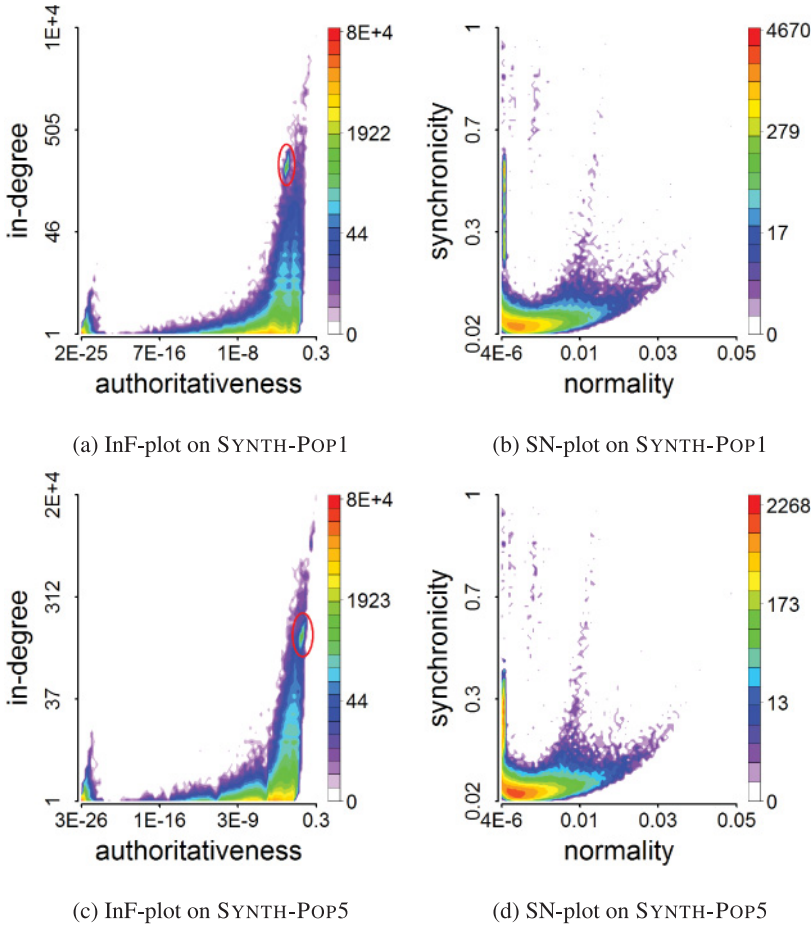 1E+4
505
46
1
in-degree
2E-25
7E-16
1E-8
0.3
authoritativeness
8E+4
1922
44
0
(a) InF-plot on SYNTH-POP1
1
0.7
0.3
0.02
synchronicity
4E-6
0.01
0.03
0.05
normality
4670
279
17
0
(b) SN-plot on SYNTH-POP1
2E+4
312
37
1
in-degree
3E-26
1E-16
3E-9
0.3
authoritativeness
8E+4
1923
44
0
(c) InF-plot on SYNTH-POP5
1
0.7
0.3
0.02
synchronicity
4E-6
0.01
0.03
0.05
normality
2268
173
13
0
(d) SN-plot on SYNTH-POP5